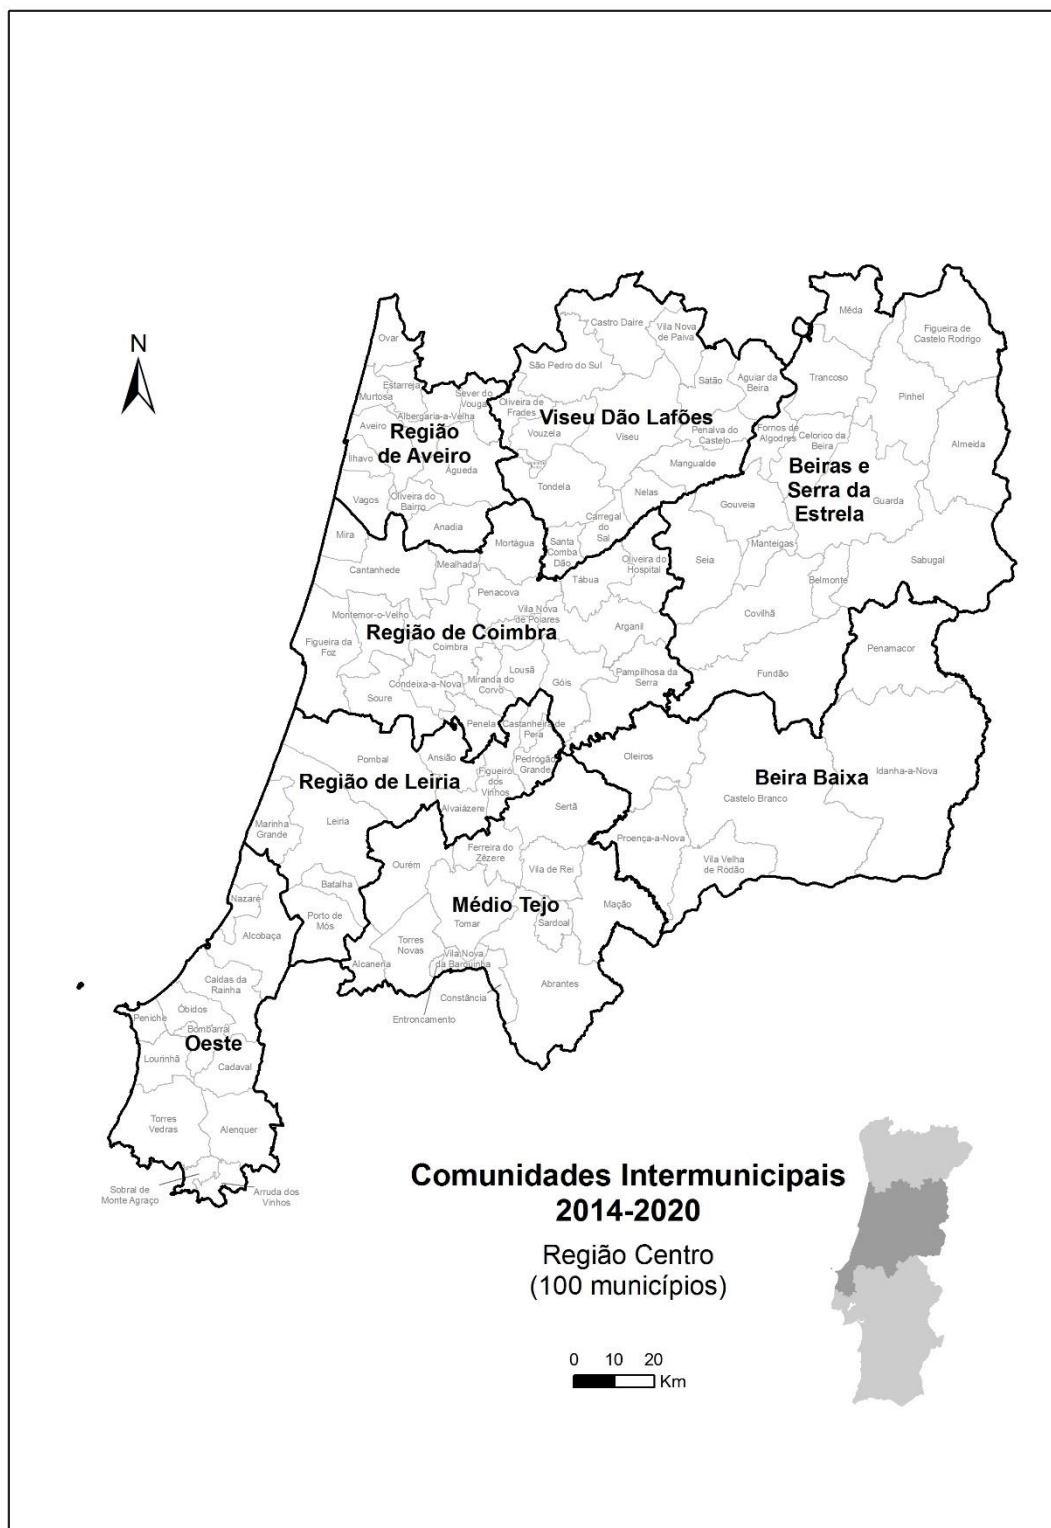 N
Ovar
Estarreja
Murtosa
Sever do
Vouga
Albergaria-a-Velha
Aveiro
Região
de Aveiro
Ílhavo
Águeda
Vagos
Oliveira do
Bairro
Anadia
Castro Daire
Vila Nova
de Paiva
São Pedro do Sul
Satão
Aguiar da
Beira
Oliveira de
Frades
Viseu Dão Lafões
Vouzela
Viseu
Penalva do
Castelo
Mangualde
Tondela
Nelas
Carregal
do
Sal
Santa
Comba
Dão
Mêda
Figueira de
Castelo Rodrigo
Trancoso
Pinhel
Fornos de
Algodres
Celorico da
Beira
Almeida
Beiras e
Serra da
Estrela
Guarda
Gouveia
Manteigas
Seia
Sabugal
Belmonte
Covilhã
Fundão
Mortágua
Mira
Mealhada
Cantanhede
Oliveira do
Hospital
Tábua
Penacova
Montemor-o-Velho
Vila Nova
de Poiares
Arganil
Região de Coimbra
Figueira da
Foz
Coimbra
Lousã
Condeixa-a-Nova
Miranda do
Corvo
Góis
Pampilhosa da
Serra
Soure
Penela
Castanheira de
Pera
Pombal
Ansião
Pedrógão
Grande
Região de Leiria
Figueiró
dos
Vinhos
Alvaiázere
Marinha
Grande
Leiria
Batalha
Porto de
Mós
Penamacor
Oleiros
Idanha-a-Nova
Beira Baixa
Castelo Branco
Proença-a-Nova
Vila Velha
de Rodão
Sertã
Ferreira do
Zêzere
Ourém
Vila de Rei
Médio Tejo
Mação
Tomar
Sardoal
Torres
Novas
Vila Nova
da Barquinha
Alcanena
Abrantes
Constância
Entroncamento
Nazaré
Alcobaça
Caldas da
Rainha
Óbidos
Peniche
Bombarral
Oeste
Lourinhã
Cadaval
Torres
Vedras
Alenquer
Sobral de
Monte Agraço
Arruda dos
Vinhos
Comunidades Intermunicipais
2014-2020
Região Centro
(100 municípios)
0 10 20
Km